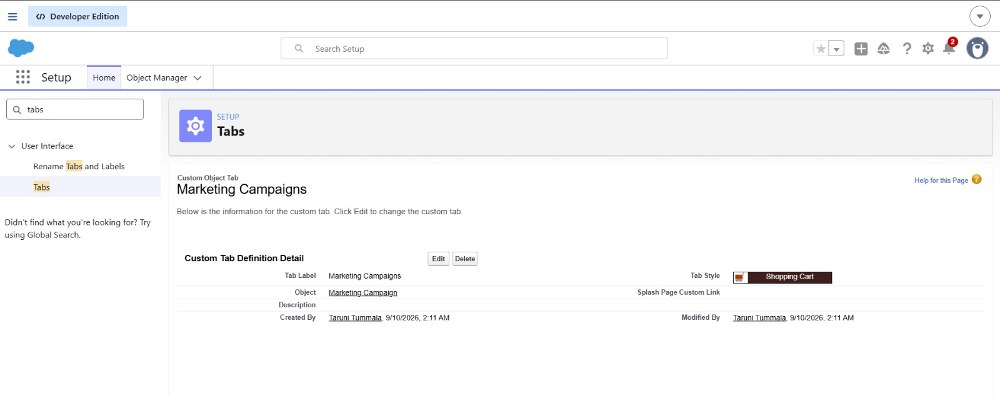 Developer Edition
Search Setup
2
Setup
Home
Object Manager
tabs
User Interface
Rename Tabs and Labels
Tabs
Didn't find what you're looking for? Try
using Global Search.
SETUP
Tabs
Custom Object Tab
Marketing Campaigns
Help for this Page
Below is the information for the custom tab. Click Edit to change the custom tab.
Custom Tab Definition Detail
Edit
Delete
Tab Label Marketing Campaigns
Tab Style Shopping Cart
Object Marketing Campaign
Splash Page Custom Link
Description
Created By Taruni Tummala, 9/10/2026, 2:11 AM
Modified By Taruni Tummala, 9/10/2026, 2:11 AM